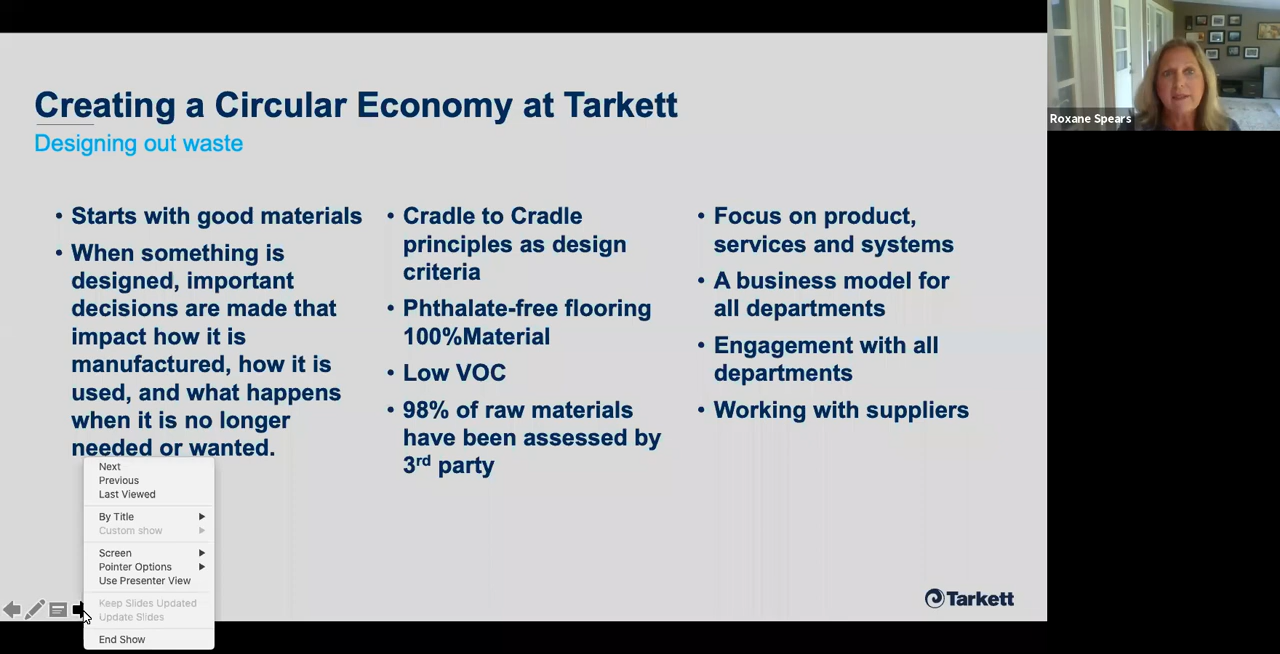 Creating a Circular Economy at Tarkett
Designing out waste
• Starts with good materials
• When something is
designed, important
decisions are made that
impact how it is
manufactured, how it is
used, and what happens
when it is no longer
needed or wanted.
• Cradle to Cradle
principles as design
criteria
• Phthalate-free flooring
100%Material
• Low VOC
• 98% of raw materials
have been assessed by
3rd party
• Focus on product,
services and systems
• A business model for
all departments
• Engagement with all
departments
• Working with suppliers
Roxane Spears
Next
Previous
Last Viewed
By Title
Custom show
Screen
Pointer Options
Use Presenter View
Keep Slides Updated
Update Slides
End Show
Tarkett